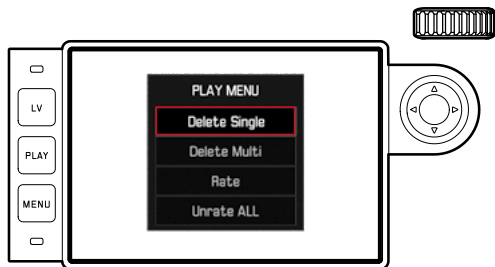 LV
PLAY
MENU
PLAY MENU
Delete Single
Delete Multi
Rate
Unrate ALL